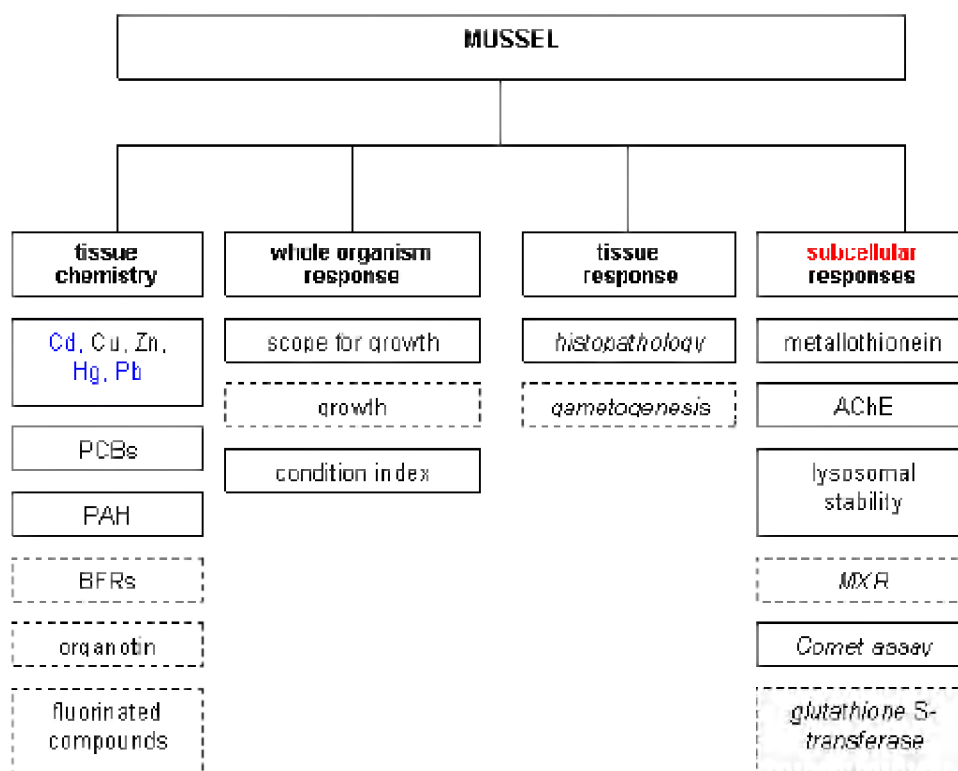 MUSSEL
tissue
chemistry
Cd, Cu, Zn,
Hg, Pb
PCBs
PAH
BFRs
organotin
fluorinated
compounds
whole organism
response
scope for growth
growth
condition index
tissue
response
histopathology
gametogenesis
subcellular
responses
metallothionein
AChE
lysosomal
stability
MXR
Comet assay
glutathione S-
transferase